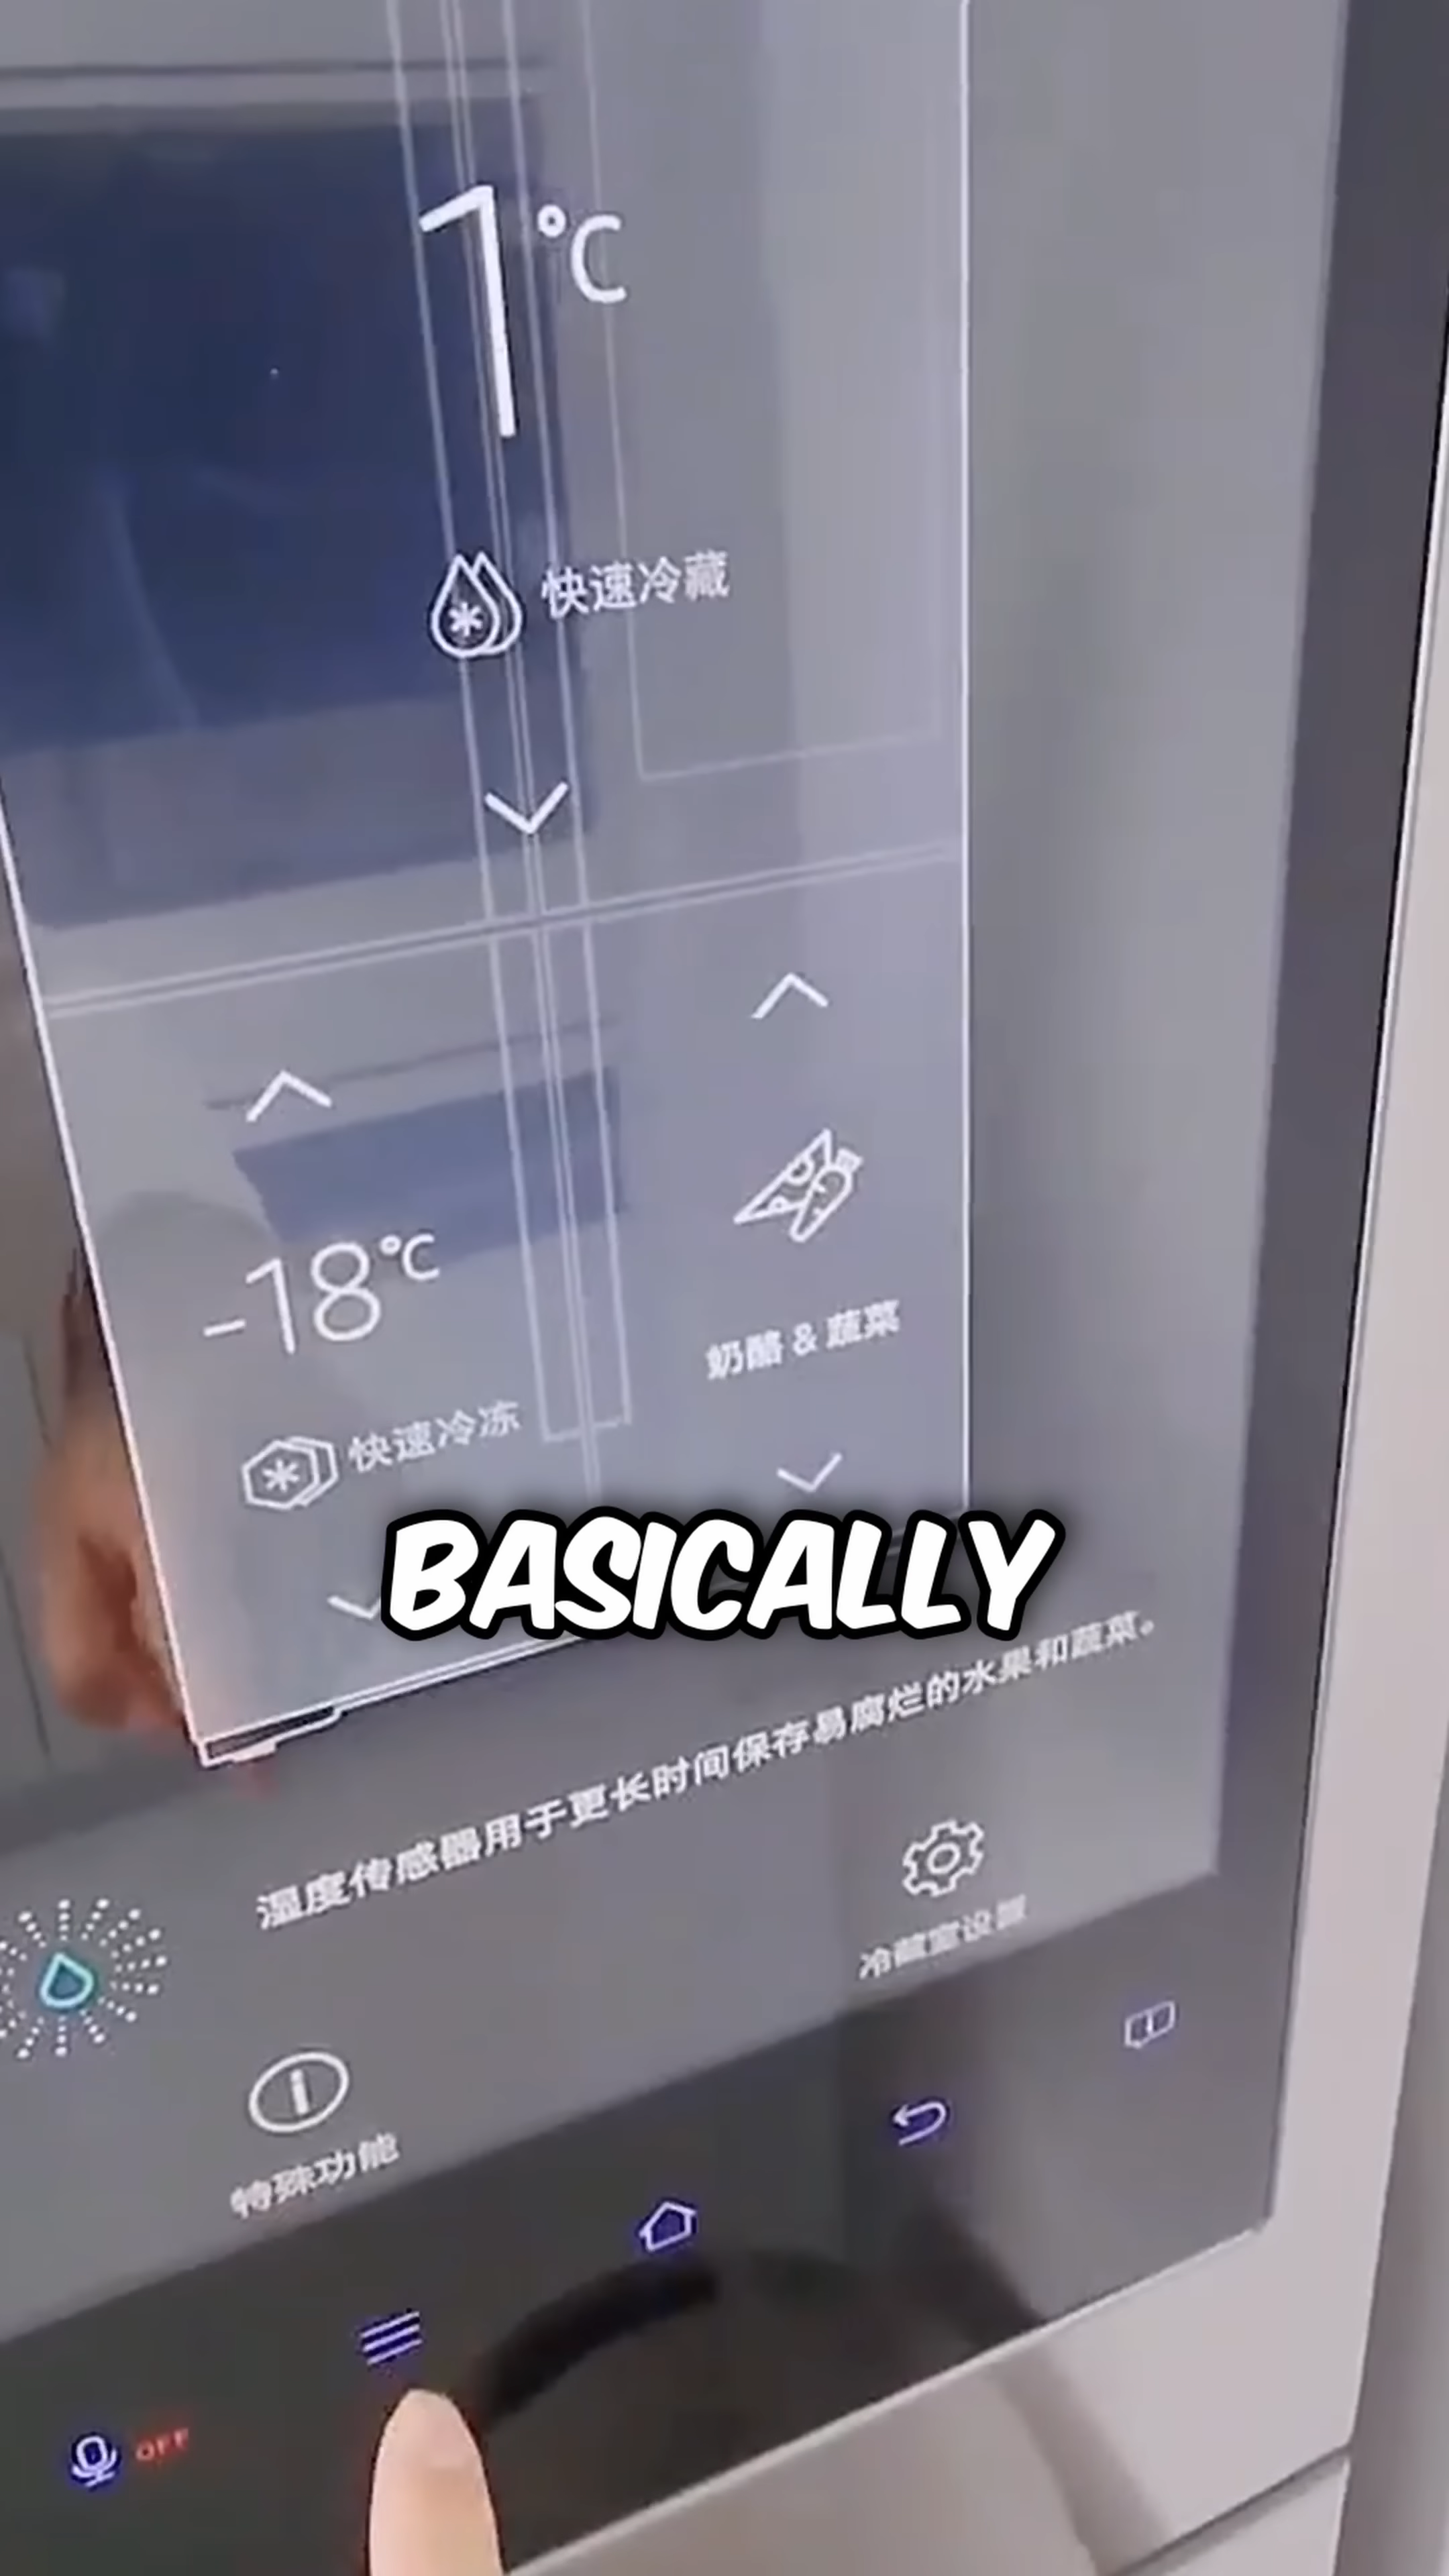 1°C
快速冷藏
-18°C
快速冷冻
奶酪 & 蔬菜
BASICALLY
湿度传感器用于更长时间保存易腐烂的水果和蔬菜。
冷藏室设置
特殊功能
OFF